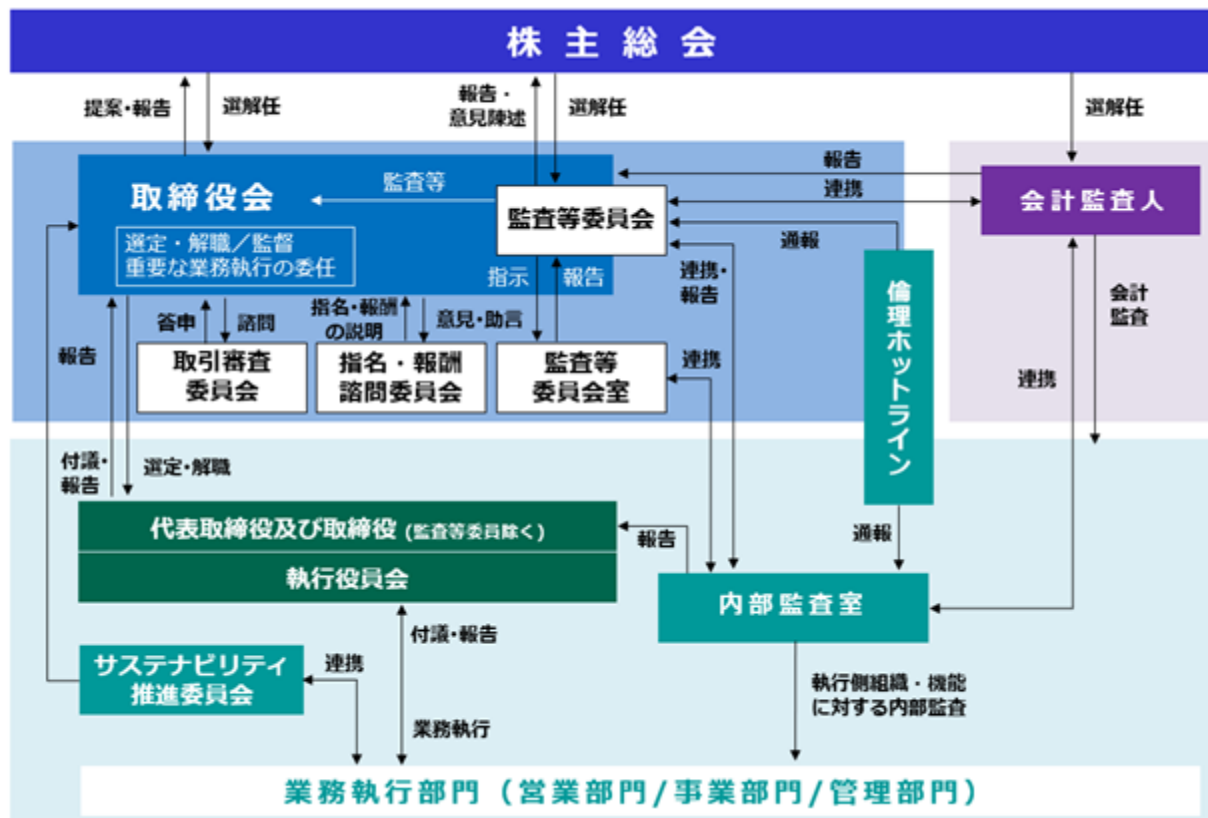 株主総会
提案・報告
選解任
報告・
意見陳述
選解任
選解任
取締役会
監査等
監査等委員会
報告
連携
会計監査人
選定・解職／監督
重要な業務執行の委任
通報
指示
報告
連携・
報告
倫理ホットライン
会計
監査
答申
諮問
指名・報酬
の説明
意見・助言
報告
取引審査
委員会
指名・報酬
諮問委員会
監査等
委員会室
連携
連携
付議・
報告
選定・解職
代表取締役及び取締役 (監査等委員除く)
執行役員会
報告
通報
内部監査室
付議・報告
サステナビリティ
推進委員会
連携
執行側組織・機能
に対する内部監査
業務執行
業務執行部門（営業部門/事業部門/管理部門）